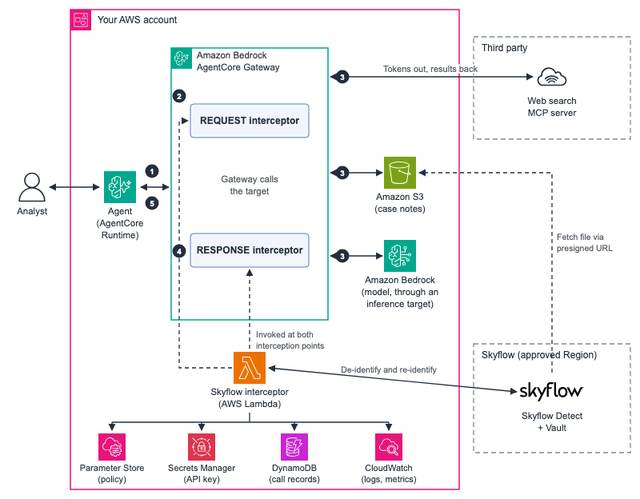 Your AWS account
Amazon Bedrock
AgentCore Gateway
Third party
Tokens out, results back
3
Web search
MCP server
2
REQUEST interceptor
Gateway calls
the target
1
5
3
Analyst
Agent
(AgentCore
Runtime)
Amazon S3
(case notes)
Fetch file via
presigned URL
4
RESPONSE interceptor
3
Amazon Bedrock
(model, through an
inference target)
Invoked at both
interception points
Skyflow (approved Region)
De-identify and re-identify
skyflow
Skyflow Detect
+ Vault
Skyflow interceptor
(AWS Lambda)
Parameter Store
(policy)
Secrets Manager
(API key)
DynamoDB
(call records)
CloudWatch
(logs, metrics)